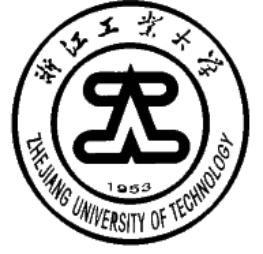 浙江工业大学
1953
ZHEJIANG UNIVERSITY OF TECHNOLOGY